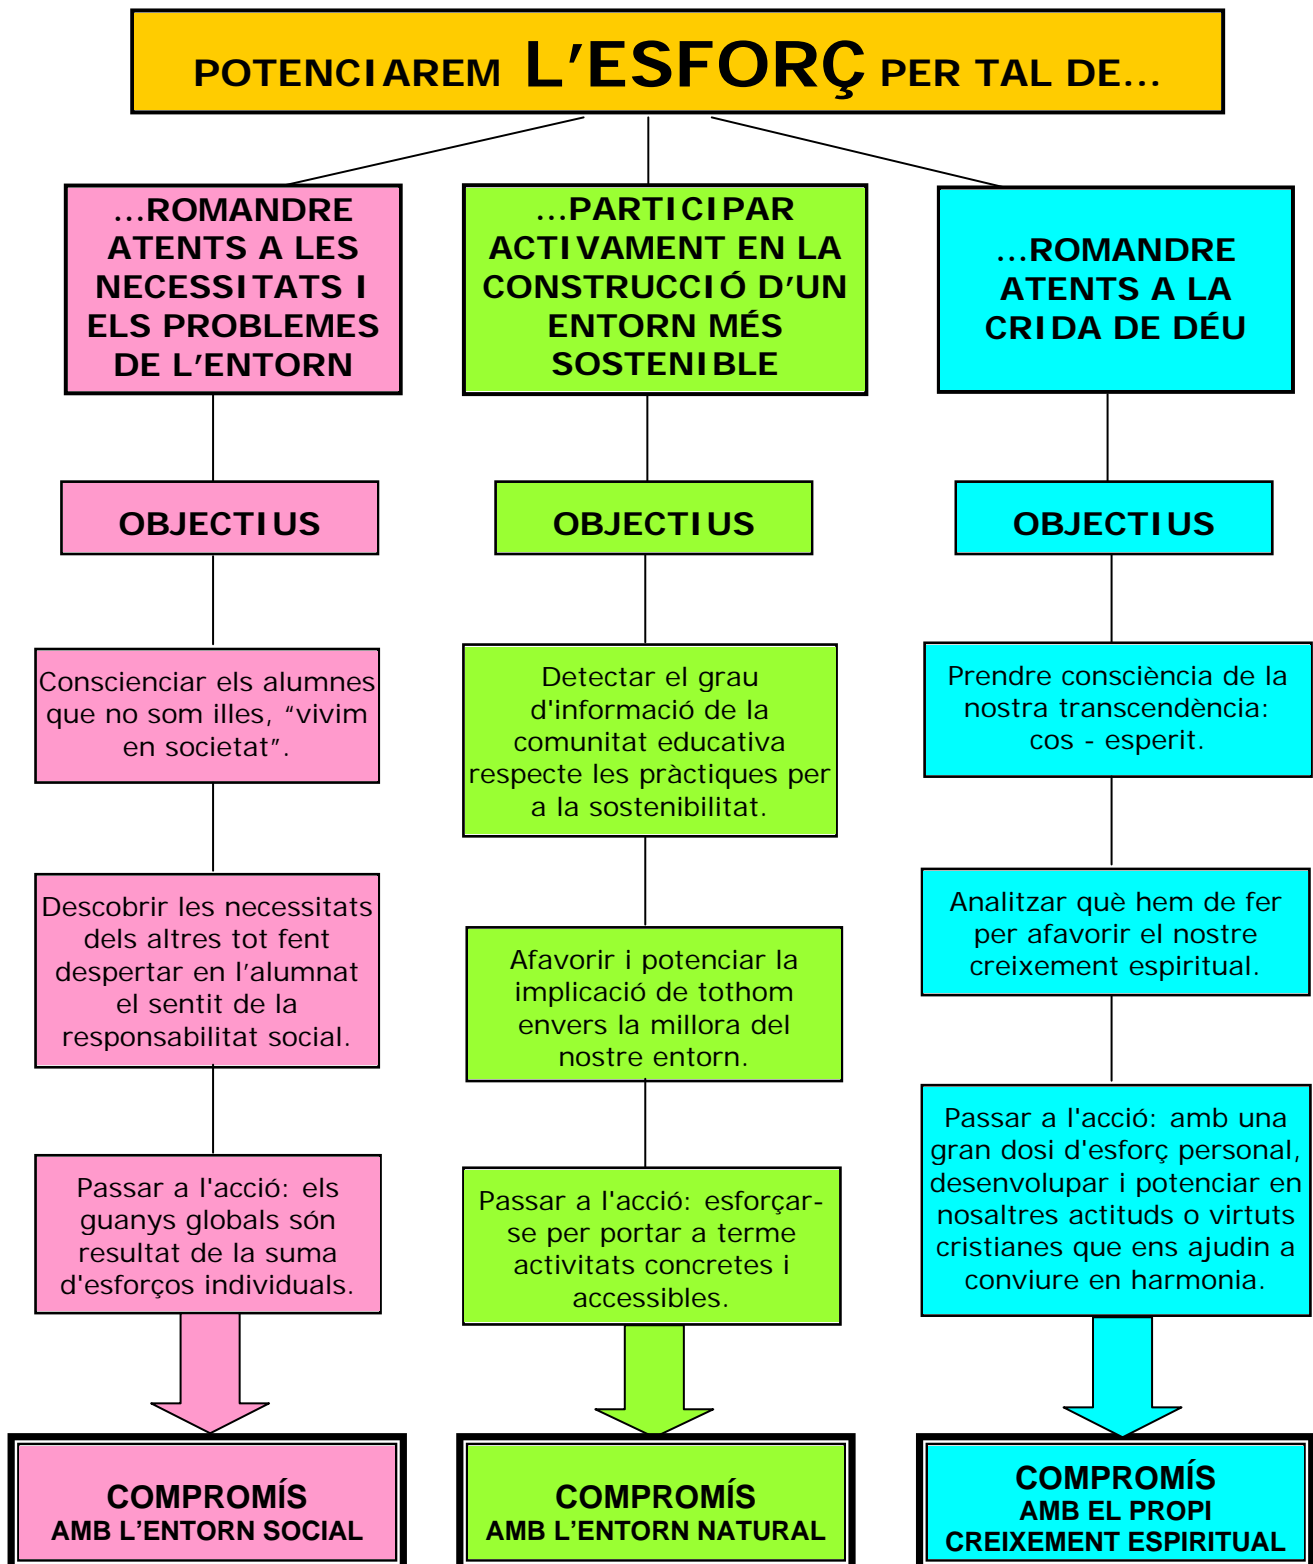 POTENCIAREM L'ESFORÇ PER TAL DE...
...ROMANDRE
ATENTS A LES
NECESSITATS I
ELS PROBLEMES
DE L'ENTORN
OBJECTIUS
Conscienciar els alumnes
que no som illes, “vivim
en societat”.
Descobrir les necessitats
dels altres tot fent
despertar en l'alumnat
el sentit de la
responsabilitat social.
Passar a l'acció: els
guanys globals són
resultat de la suma
d'esforços individuals.
COMPROMÍS
AMB L'ENTORN SOCIAL
...PARTICIPAR
ACTIVAMENT EN LA
CONSTRUCCIÓ D'UN
ENTORN MÉS
SOSTENIBLE
OBJECTIUS
Detectar el grau
d'informació de la
comunitat educativa
respecte les pràctiques per
a la sostenibilitat.
Afavorir i potenciar la
implicació de tothom
envers la millora del
nostre entorn.
Passar a l'acció: esforçar-
se per portar a terme
activitats concretes i
accessibles.
COMPROMÍS
AMB L'ENTORN NATURAL
...ROMANDRE
ATENTS A LA
CRIDA DE DÉU
OBJECTIUS
Prendre consciència de la
nostra transcendència:
cos - esperit.
Analitzar què hem de fer
per afavorir el nostre
creixement espiritual.
Passar a l'acció: amb una
gran dosi d'esforç personal,
desenvolupar i potenciar en
nosaltres actituds o virtuts
cristianes que ens ajudin a
conviure en harmonia.
COMPROMÍS
AMB EL PROPI
CREIXEMENT ESPIRITUAL